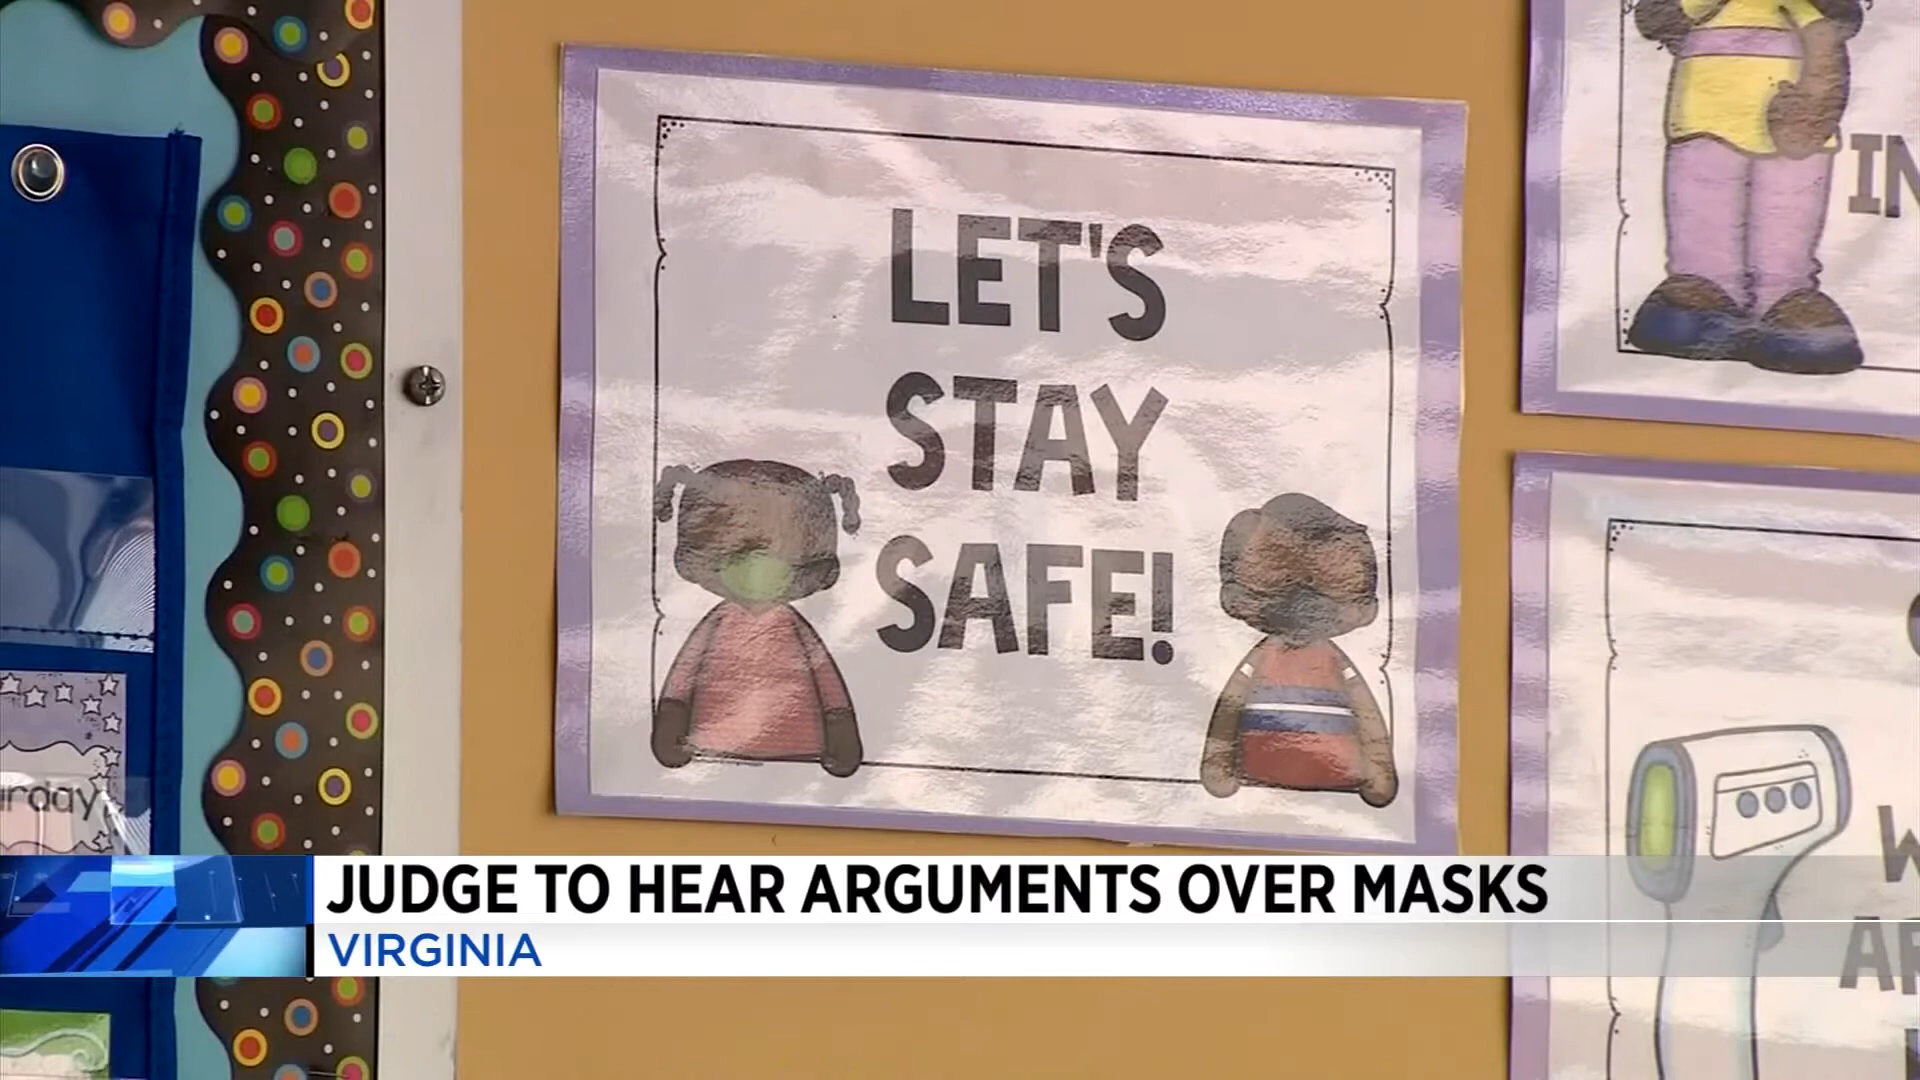 LET'S
STAY
SAFE!
JUDGE TO HEAR ARGUMENTS OVER MASKS
VIRGINIA